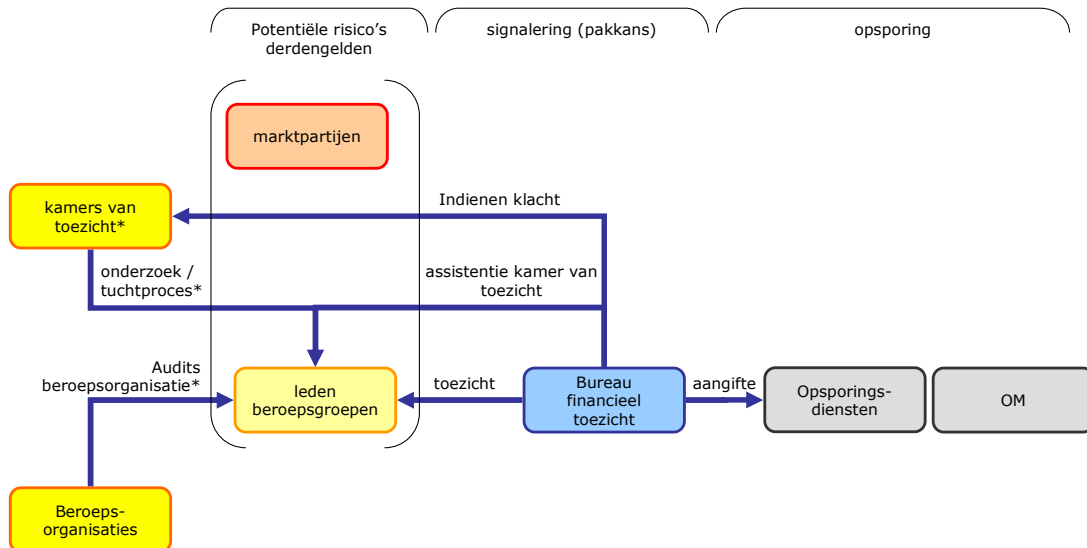 Potentiële risico's
derdengelden
signalering (pakkans)
opsporing
marktpartijen
kamers van
toezicht*
Indienen klacht
onderzoek /
tuchtproces*
assistentie kamer van
toezicht
Audits
beroepsorganisatie*
leden
beroepsgroepen
toezicht
Bureau
financieel
toezicht
aangifte
Opsporings-
diensten
OM
Beroeps-
organisaties